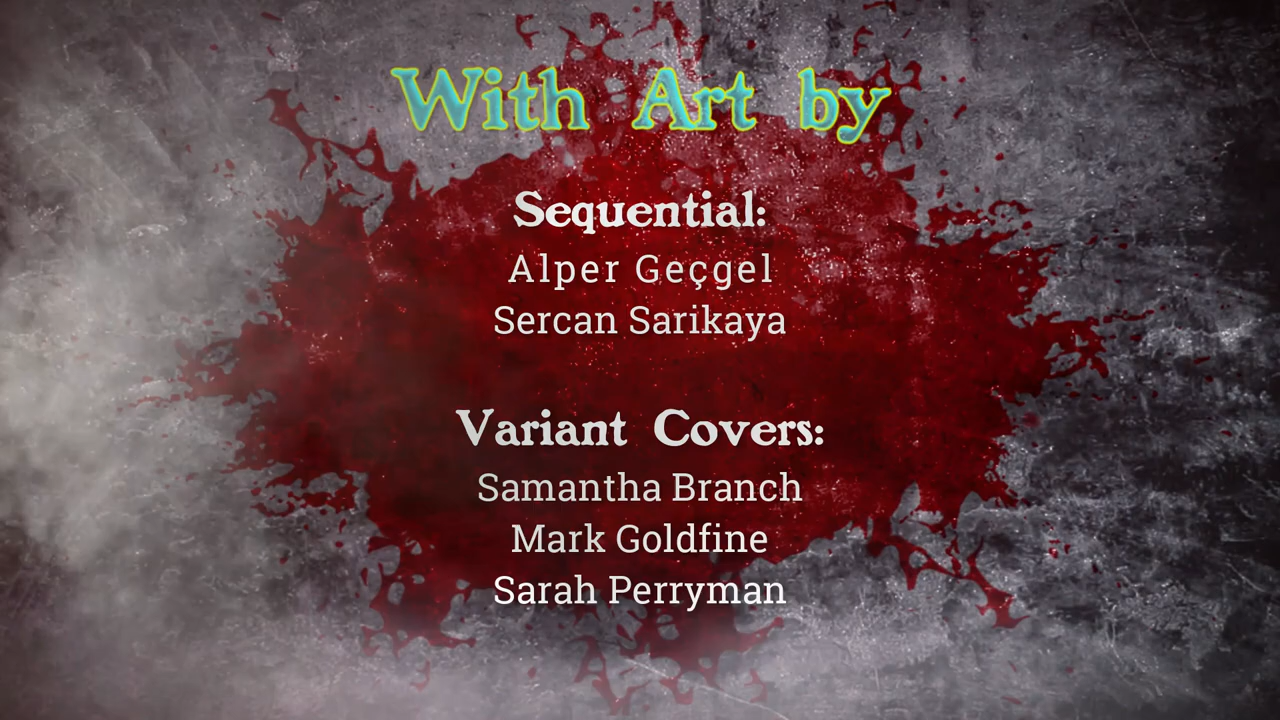 With Art by
Sequential:
Alper Geçgel
Sercan Sarikaya
Variant Covers:
Samantha Branch
Mark Goldfine
Sarah Perryman